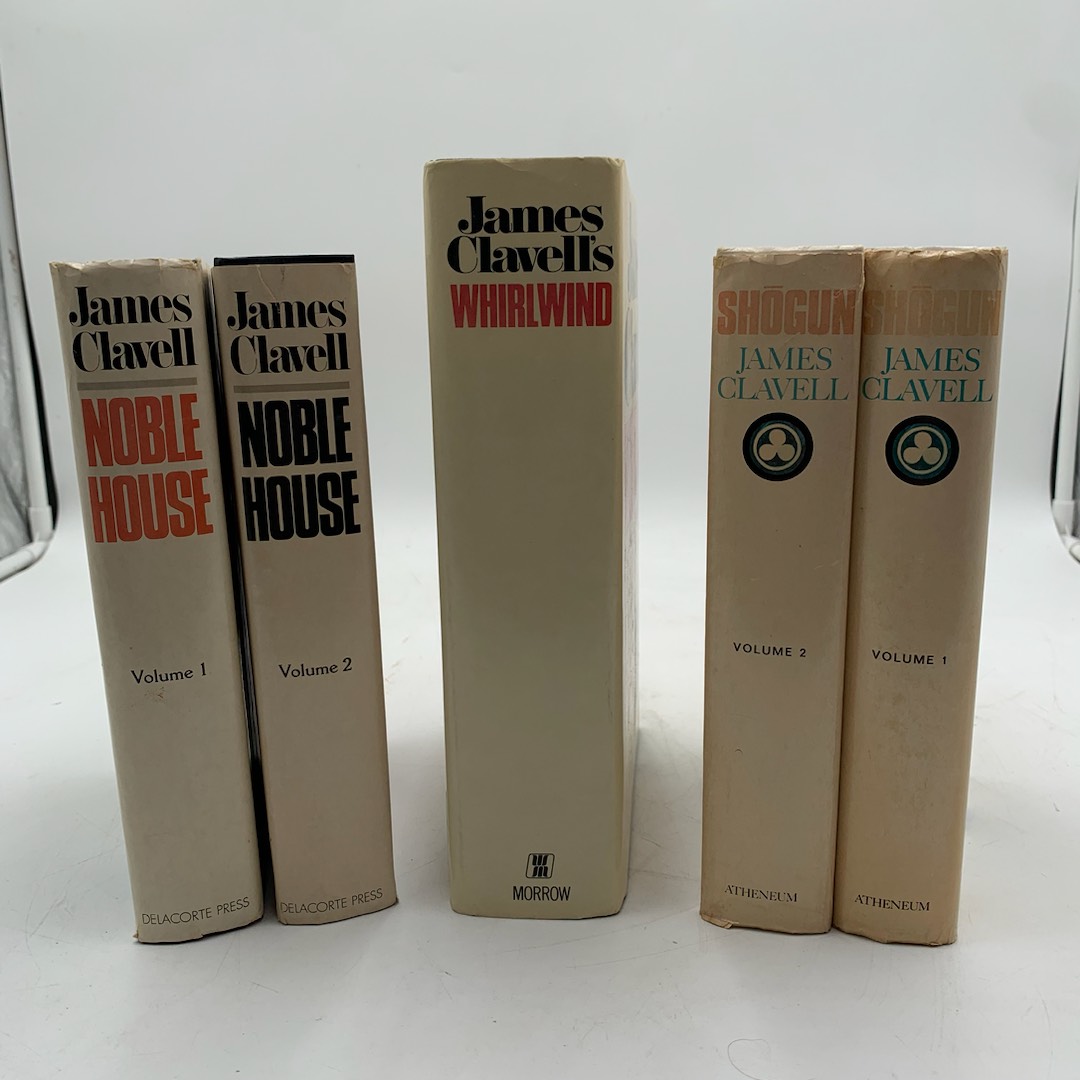 James
Clavell
NOBLE
HOUSE
Volume 1
DELACORTE PRESS
James
Clavell
NOBLE
HOUSE
Volume 2
DELACORTE PRESS
James
Clavell's
WHIRLWIND
MORROW
SHŌGUN
JAMES
CLAVELL
VOLUME 2
ATHENEUM
SHŌGUN
JAMES
CLAVELL
VOLUME 1
ATHENEUM